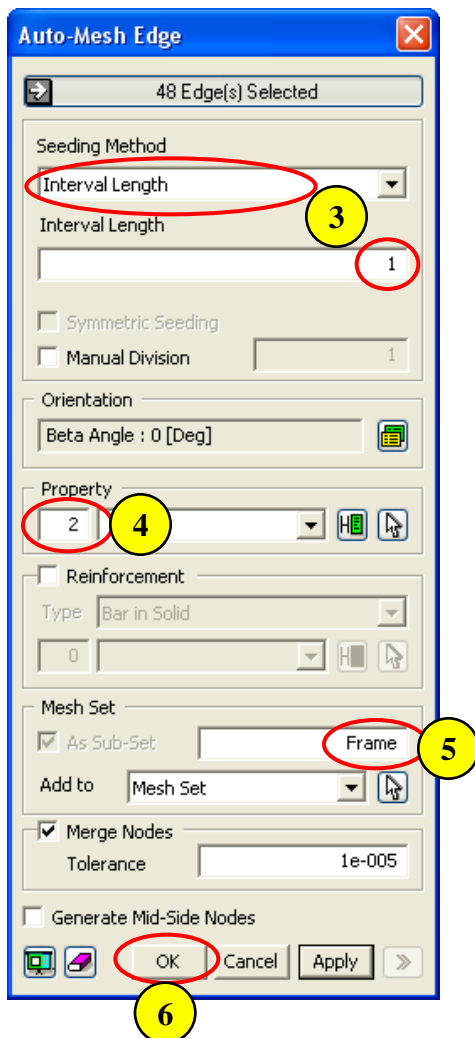 Auto-Mesh Edge
48 Edge(s) Selected
Seeding Method
Interval Length
3
Interval Length
1
Symmetric Seeding
Manual Division 1
Orientation
Beta Angle : 0 [Deg]
Property
2 4
Reinforcement
Type Bar in Solid
0
Mesh Set
As Sub-Set Frame 5
Add to Mesh Set
Merge Nodes
Tolerance 1e-005
Generate Mid-Side Nodes
OK Cancel Apply >>
6